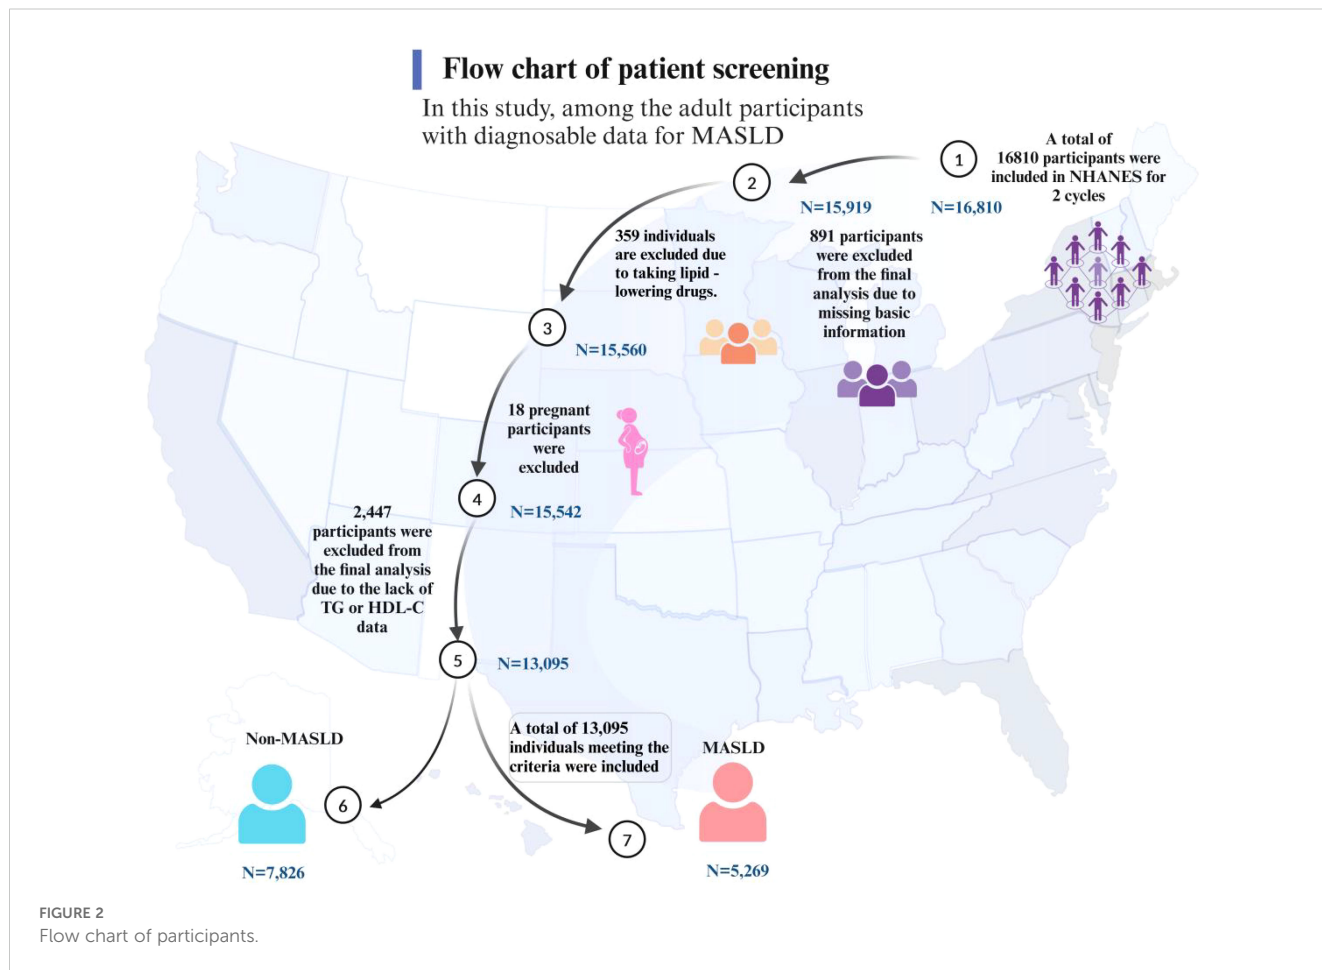 Flow chart of patient screening
In this study, among the adult participants
with diagnosable data for MASLD
1
A total of
16810 participants were
included in NHANES for
2 cycles
N=16,810
2
N=15,919
891 participants
were excluded
from the final
analysis due to
missing basic
information
359 individuals
are excluded due
to taking lipid -
lowering drugs.
3
N=15,560
18 pregnant
participants
were
excluded
4
N=15,542
2,447
participants were
excluded from
the final analysis
due to the lack of
TG or HDL-C
data
5
N=13,095
A total of 13,095
individuals meeting the
criteria were included
Non-MASLD
6
N=7,826
MASLD
7
N=5,269
FIGURE 2
Flow chart of participants.